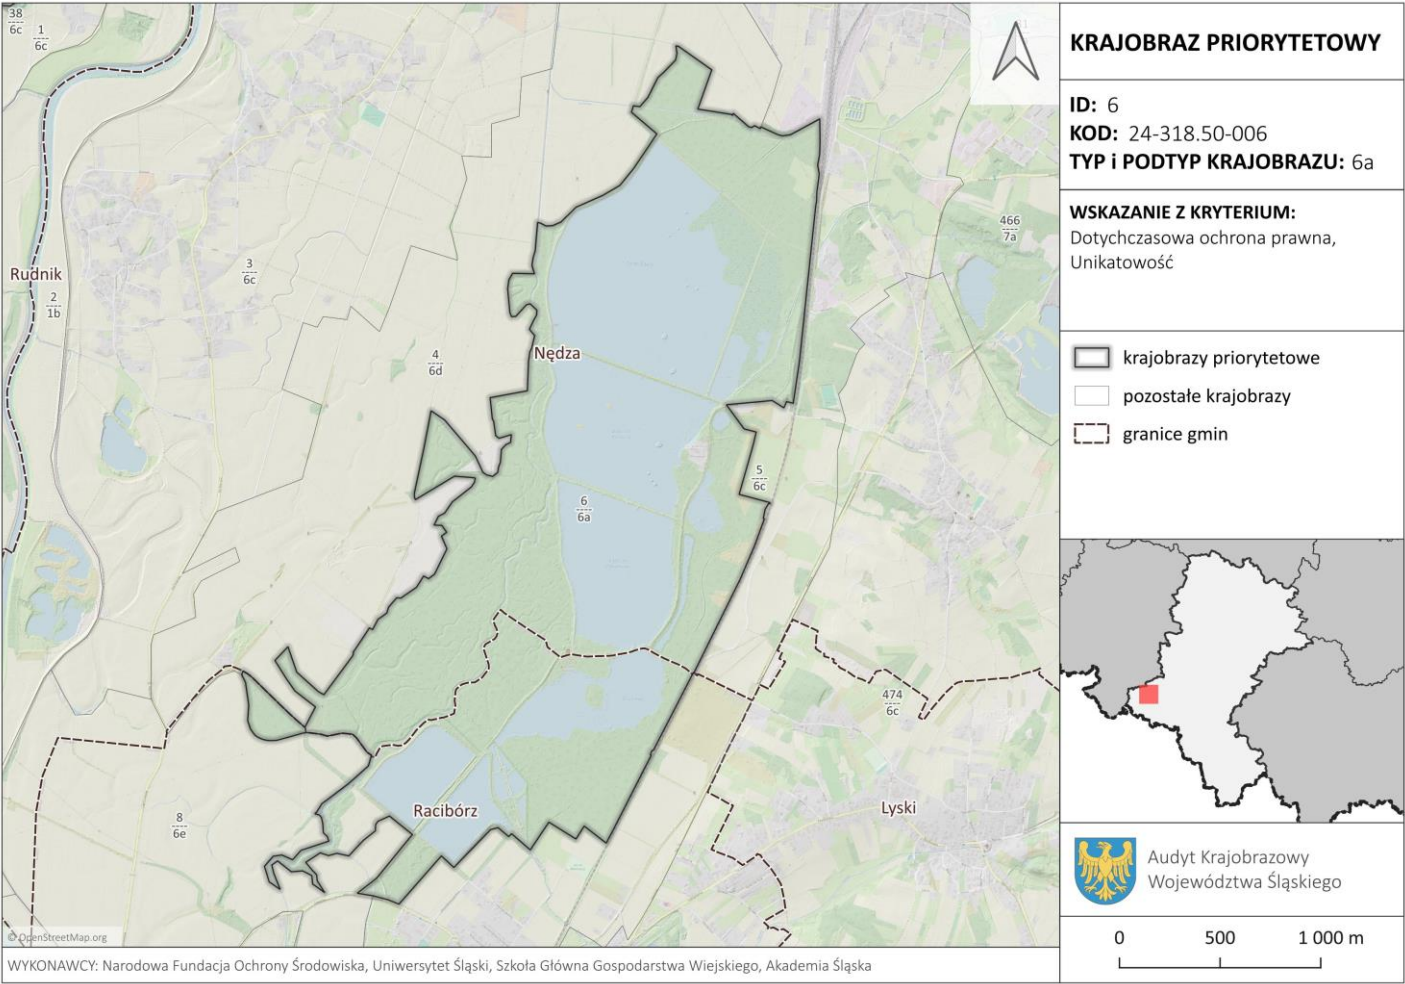 38
6c
1
6c
Rudnik
2
1b
3
6c
4
6d
Nędza
466
7a
5
6c
6
6a
474
6c
Racibórz
Lyski
8
6e
© OpenStreetMap.org
WYKONAWCY: Narodowa Fundacja Ochrony Środowiska, Uniwersytet Śląski, Szkoła Główna Gospodarstwa Wiejskiego, Akademia Śląska
KRAJOBRAZ PRIORYTETOWY
ID: 6
KOD: 24-318.50-006
TYP i PODTYP KRAJOBRAZU: 6a
WSKAZANIE Z KRYTERIUM:
Dotychczasowa ochrona prawna,
Unikatowość
krajobrazy priorytetowe
pozostałe krajobrazy
granice gmin
Audyt Krajobrazowy
Województwa Śląskiego
0 500 1 000 m